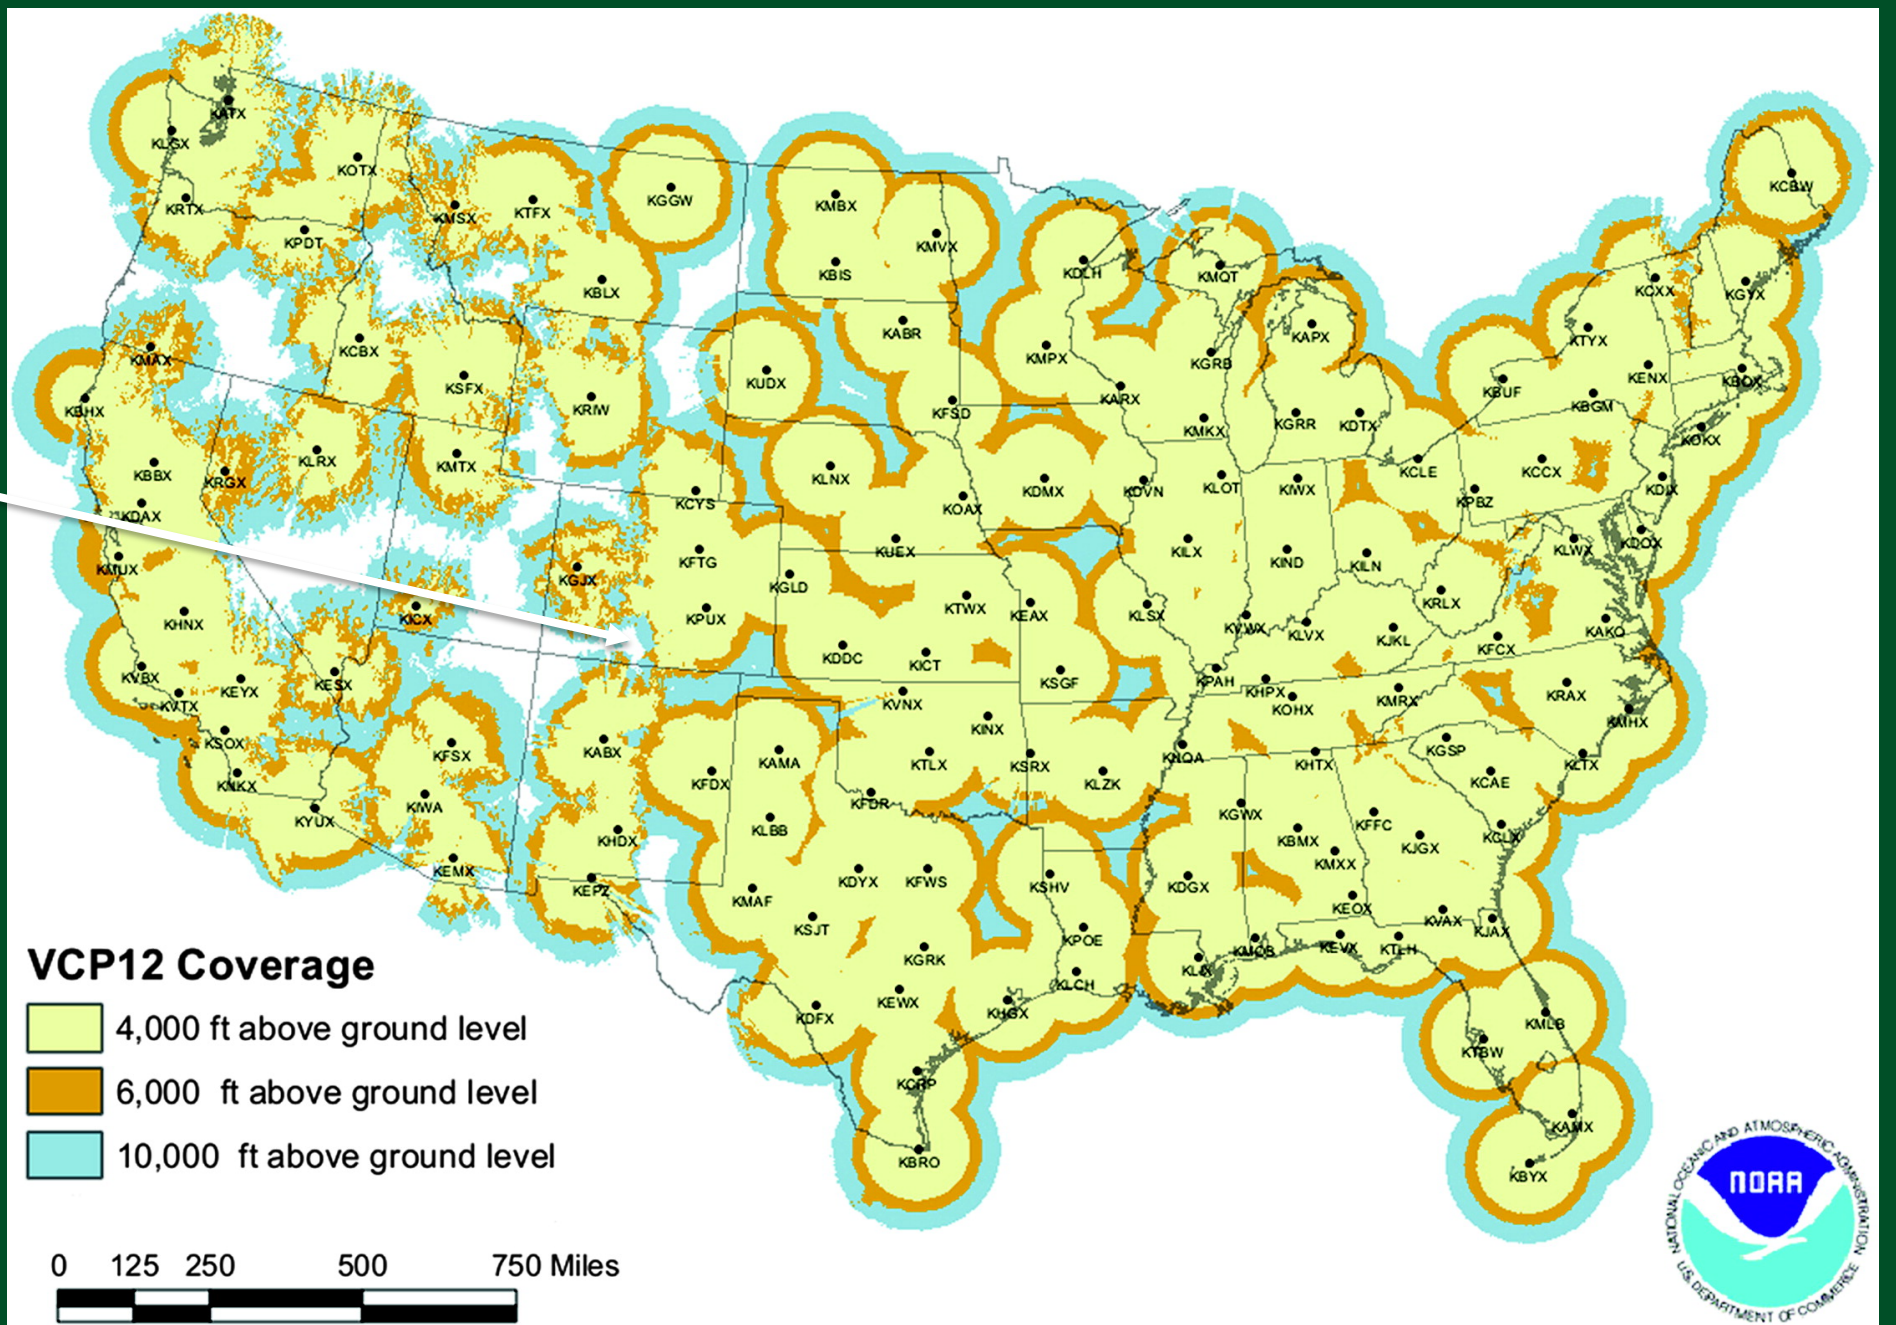 KATX
KLGX
KOTX
KRTX
KPDT
KMSX
KTFX
KGGW
KMBX
KMVX
KBIS
KBLX
KDLH
KMQT
KCBW
KCXX
KGYX
KTYX
KAPX
KABR
KMAX
KCBX
KSFX
KRIW
KUDX
KMPX
KGRB
KENX
KBOX
KBUF
KBGM
KBHX
KFSD
KARX
KMKX
KGRR
KDTX
KOKX
KBBX
KRGX
KLRX
KMTX
KCYS
KLNX
KOAX
KDMX
KDVN
KLOT
KIWX
KCLE
KPBZ
KCCX
KDIX
KDAX
KMUX
KGJX
KFTG
KUEX
KGLD
KILX
KIND
KILN
KLWX
KDOX
KICX
KPUX
KTWX
KEAX
KLSX
KVWX
KLVX
KJKL
KRLX
KFCX
KAKQ
KHNX
KDDC
KICT
KSGF
KPAH
KHPX
KOHX
KMRX
KRAX
KMHX
KVBX
KEYX
KESX
KVTX
KSOX
KNKX
KYUX
KFSX
KIWA
KEMX
KABX
KHDX
KEPZ
KFDX
KAMA
KLBB
KVNX
KINX
KTLX
KFDR
KSRX
KLZK
KNQA
KHTX
KGSP
KCAE
KLTX
KGWX
KBMX
KMXX
KFFC
KJGX
KCLX
KMAF
KDYX
KFWS
KSJT
KSHV
KDGX
KEOX
KVAX
KJAX
KPOE
KGRK
KLCH
KLIX
KMOB
KEVX
KTLH
KDFX
KEWX
KHGX
KCRP
KBRO
KTBW
KMLB
KAMX
KBYX
VCP12 Coverage
4,000 ft above ground level
6,000 ft above ground level
10,000 ft above ground level
0 125 250 500 750 Miles
NATIONAL OCEANIC AND ATMOSPHERIC ADMINISTRATION
NOAA
U.S. DEPARTMENT OF COMMERCE